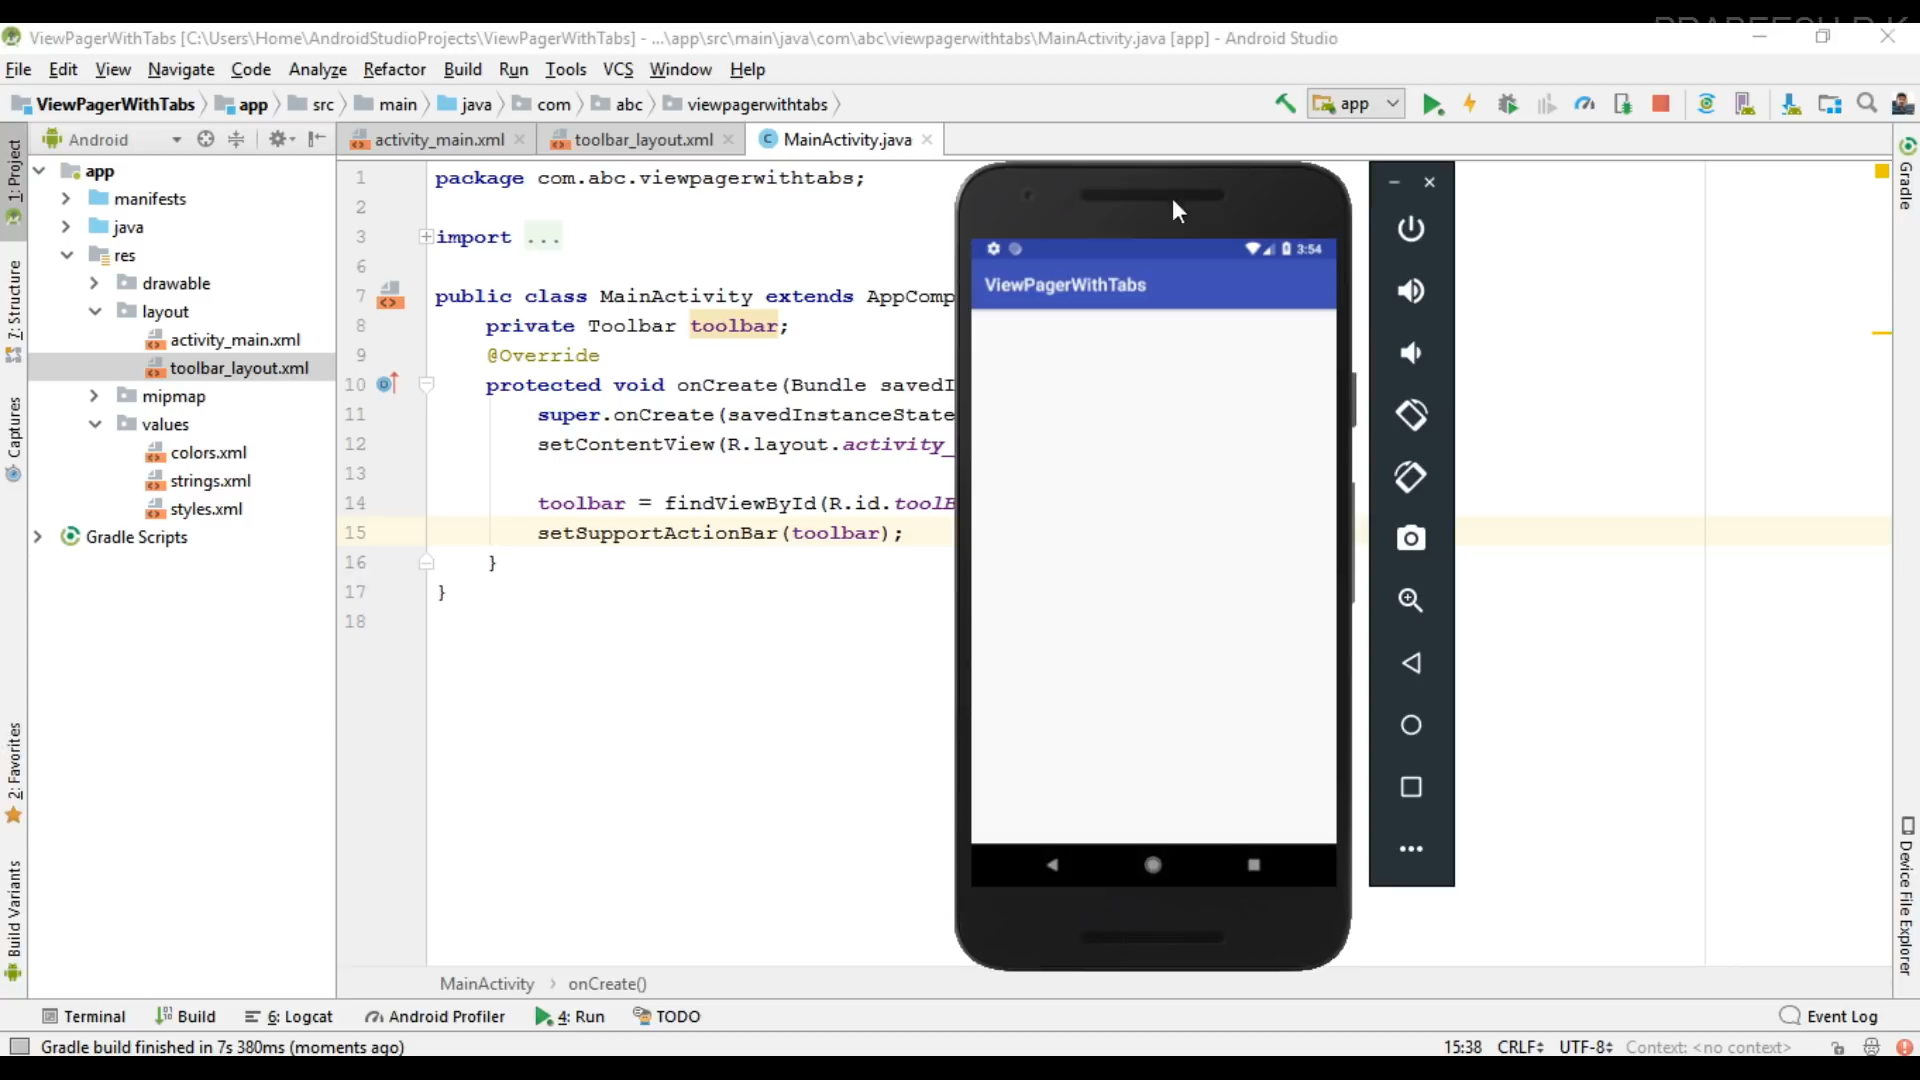 ViewPagerWithTabs [C:\Users\Home\AndroidStudioProjects\ViewPagerWithTabs] - ...\app\src\main\java\com\abc\viewpagerwithtabs\MainActivity.java [app] - Android Studio
File Edit View Navigate Code Analyze Refactor Build Run Tools VCS Window Help
ViewPagerWithTabs app src main java com abc viewpagerwithtabs app
Android activity_main.xml toolbar_layout.xml MainActivity.java
1: Project
7: Structure
Captures
2: Favorites
Build Variants
app
manifests
java
res
drawable
layout
activity_main.xml
toolbar_layout.xml
mipmap
values
colors.xml
strings.xml
styles.xml
Gradle Scripts
1 package com.abc.viewpagerwithtabs;
2
3 import ...
6
7 public class MainActivity extends AppComp
8 private Toolbar toolbar;
9 @Override
10 protected void onCreate(Bundle savedI
11 super.onCreate(savedInstanceState
12 setContentView(R.layout.activity_
13
14 toolbar = findViewById(R.id.toolB
15 setSupportActionBar(toolbar);
16 }
17 }
18
3:54
ViewPagerWithTabs
Gradle
Device File Explorer
MainActivity onCreate()
Terminal Build 6: Logcat Android Profiler 4: Run TODO Event Log
Gradle build finished in 7s 380ms (moments ago) 15:38 CRLF UTF-8 Context: <no context>